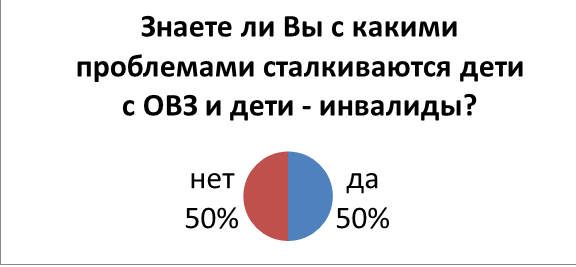 Знаете ли Вы с какими
проблемами сталкиваются дети
с ОВЗ и дети - инвалиды?
нет
50%
да
50%